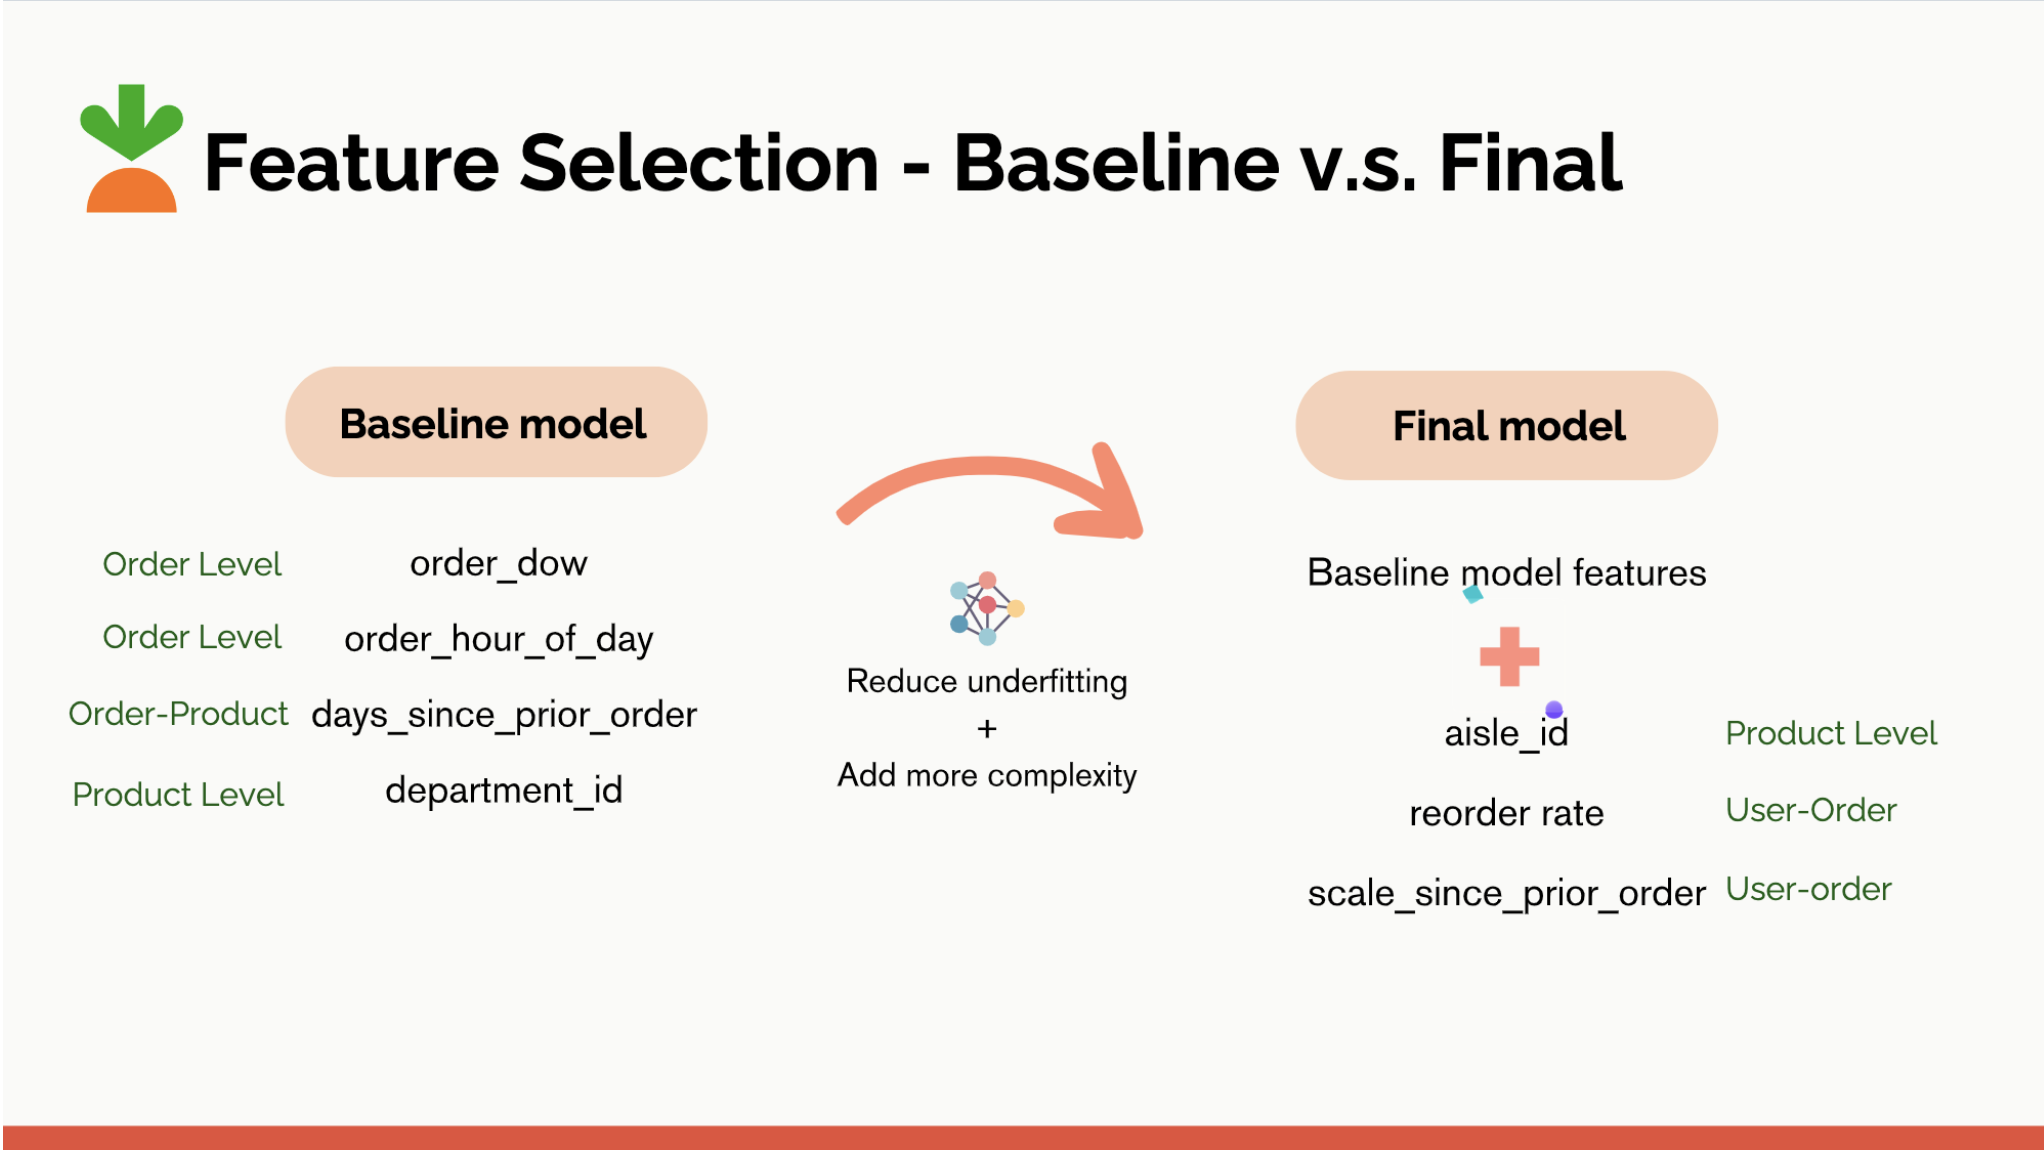 Feature Selection - Baseline v.s. Final
Baseline model
Order Level order_dow
Order Level order_hour_of_day
Order-Product days_since_prior_order
Product Level department_id
Reduce underfitting
+
Add more complexity
Final model
Baseline model features
aisle_id Product Level
reorder rate User-Order
scale_since_prior_order User-order